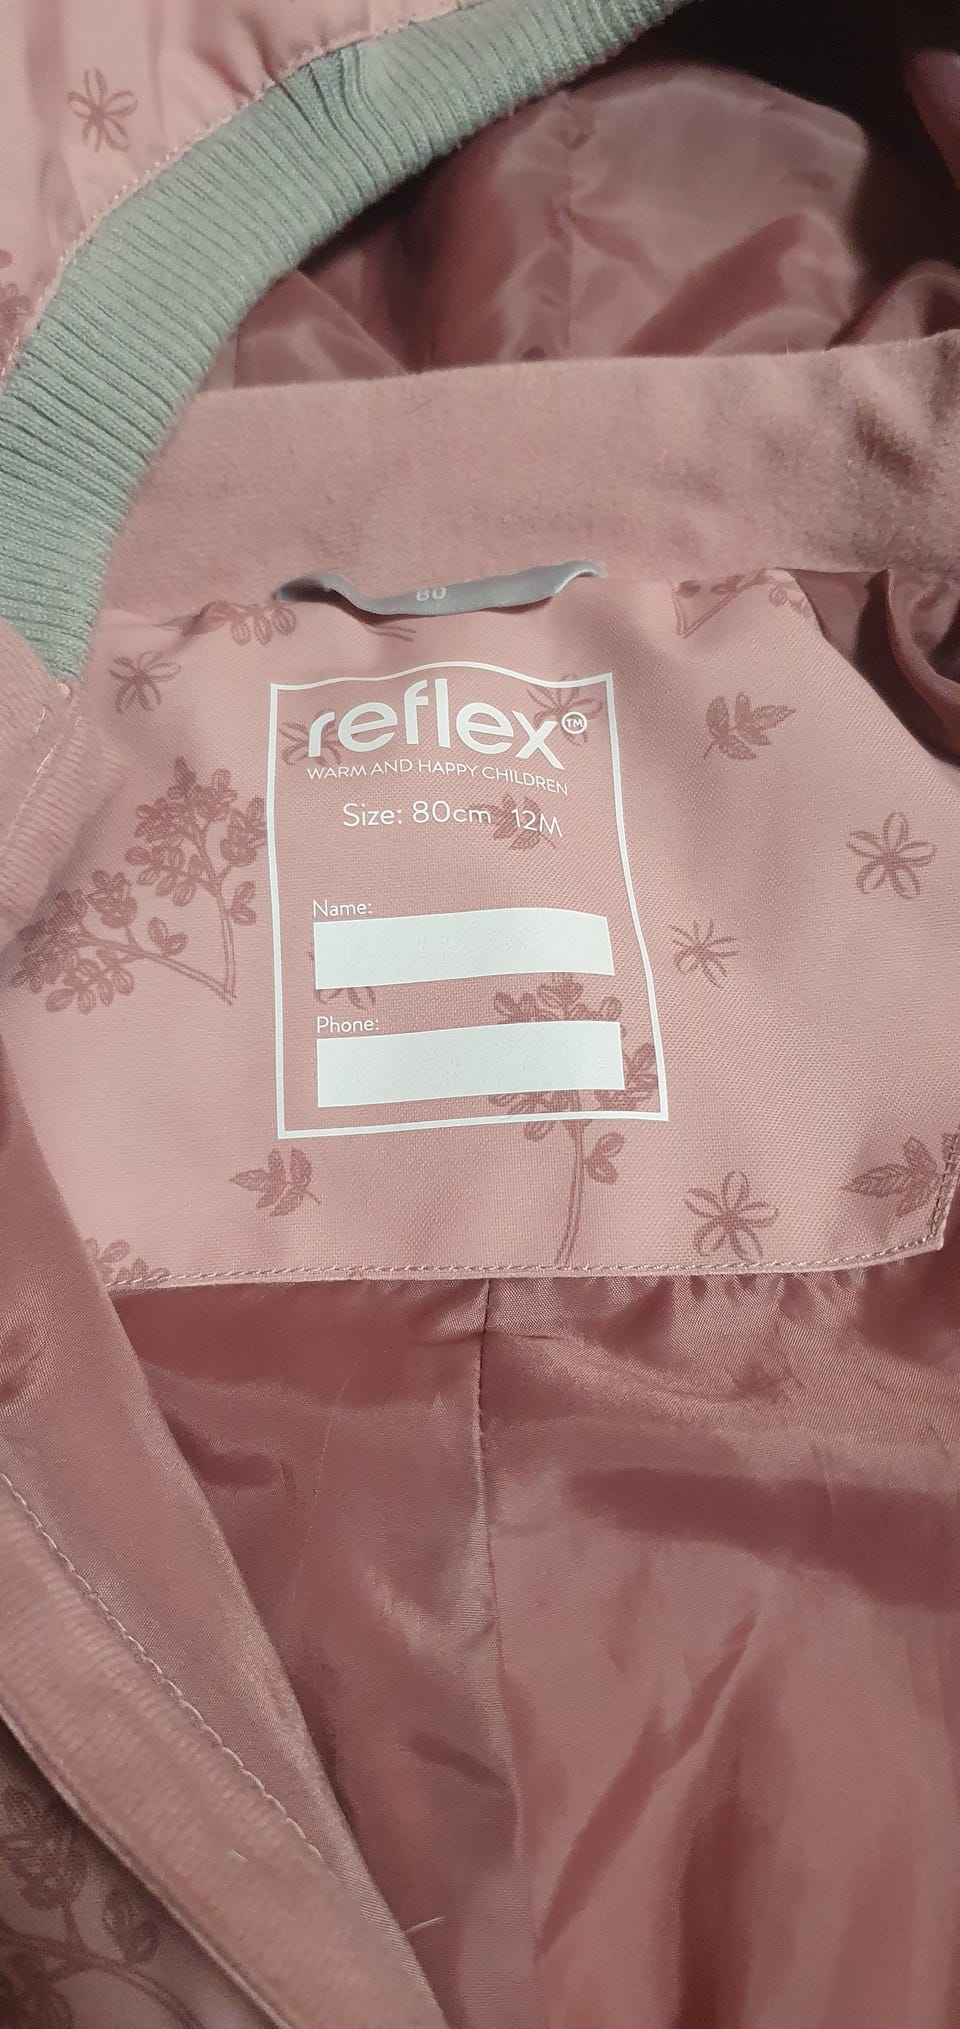 80
reflex™
WARM AND HAPPY CHILDREN
Size: 80cm 12M
Name:
Phone: